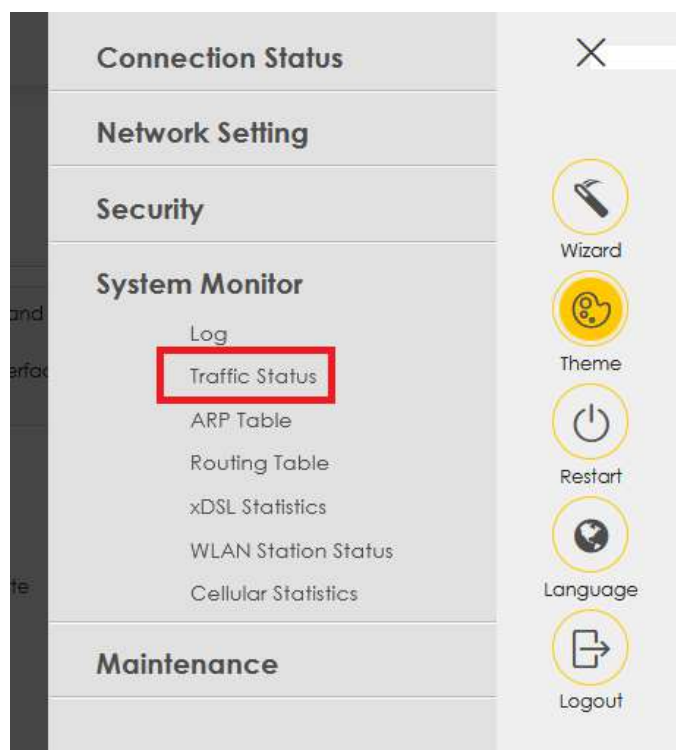 Connection Status
Network Setting
Security
System Monitor
Log
Traffic Status
ARP Table
Routing Table
xDSL Statistics
WLAN Station Status
Cellular Statistics
Maintenance
Wizard
Theme
Restart
Language
Logout